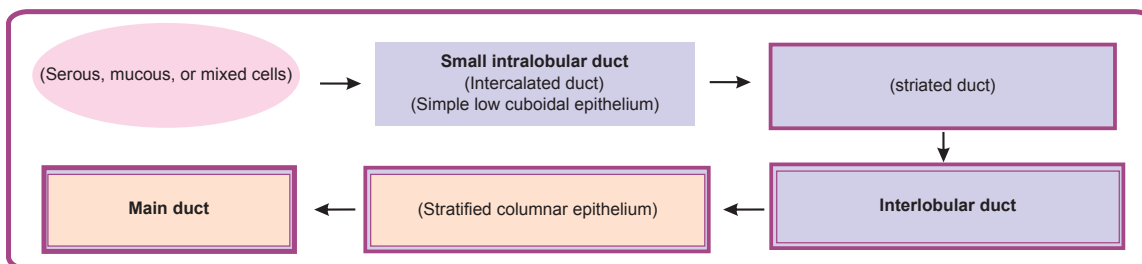 (Serous, mucous, or mixed cells)
Small intralobular duct
(Intercalated duct)
(Simple low cuboidal epithelium)
(striated duct)
Interlobular duct
(Stratified columnar epithelium)
Main duct